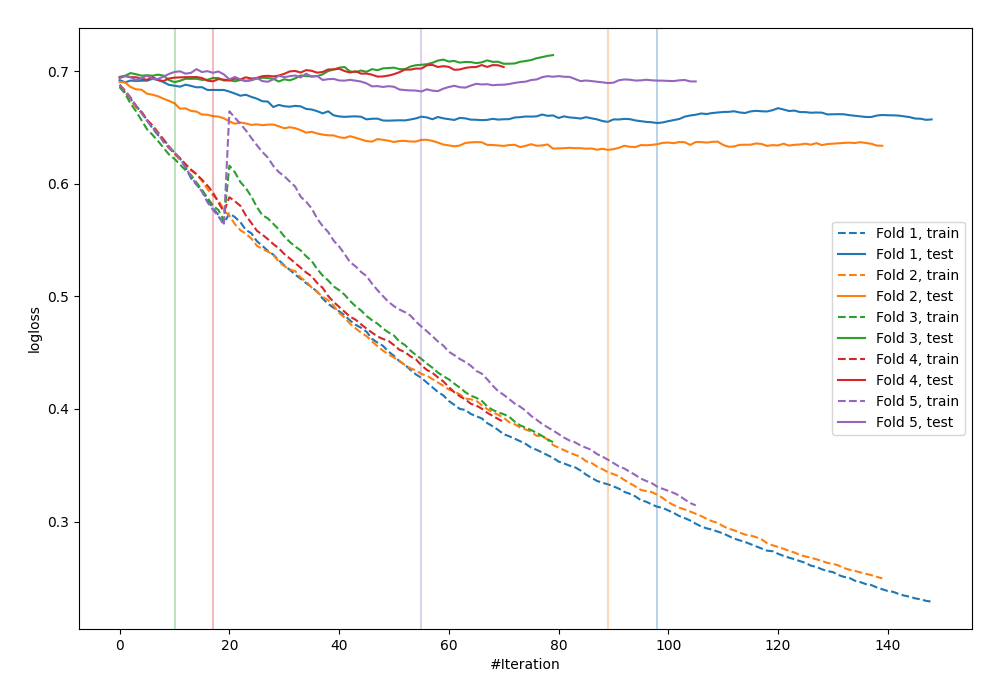 0.7
0.6
0.5
0.4
0.3
logloss
0
20
40
60
80
100
120
140
#Iteration
Fold 1, train
Fold 1, test
Fold 2, train
Fold 2, test
Fold 3, train
Fold 3, test
Fold 4, train
Fold 4, test
Fold 5, train
Fold 5, test